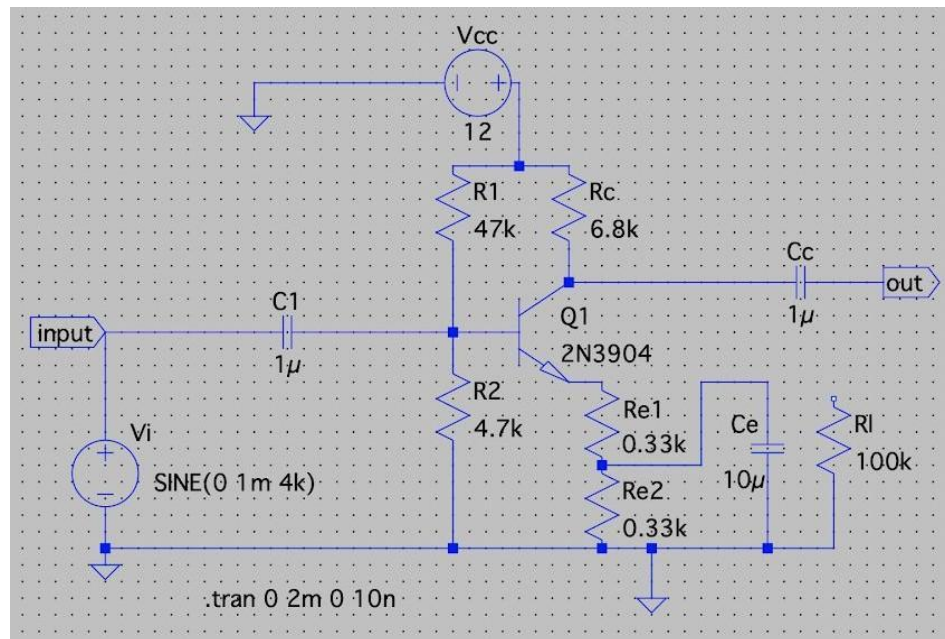 Vcc
12
R1
47k
Rc
6.8k
Cc
1µ
out
C1
1µ
input
Q1
2N3904
R2
4.7k
Re1
0.33k
Re2
0.33k
Ce
10µ
Rl
100k
Vi
SINE(0 1m 4k)
.tran 0 2m 0 10n